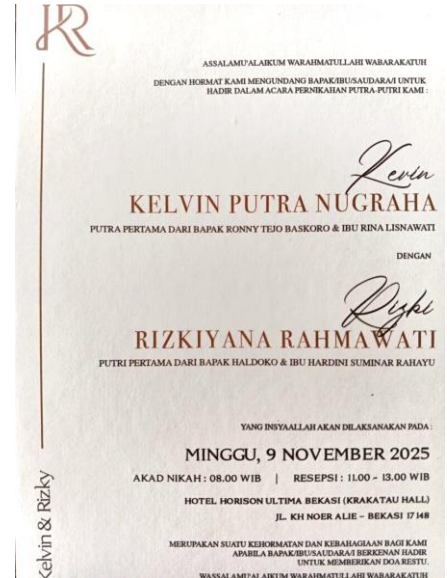 KR
ASSALAMU'ALAIKUM WARAHMATULLAHI WABARAKATUH
DENGAN HORMAT KAMI MENGUNDANG BAPAK/IBU/SAUDARA/I UNTUK
HADIR DALAM ACARA PERNIKAHAN PUTRA-PUTRI KAMI :
Kevin
KELVIN PUTRA NUGRAHA
PUTRA PERTAMA DARI BAPAK RONNY TEJO BASKORO & IBU RINA LISNAWATI
DENGAN
Rizki
RIZKIYANA RAHMAWATI
PUTRI PERTAMA DARI BAPAK HALDOKO & IBU HARDINI SUMINAR RAHAYU
YANG INSYAALLAH AKAN DILAKSANAKAN PADA :
MINGGU, 9 NOVEMBER 2025
AKAD NIKAH : 08.00 WIB | RESEPSI : 11.00 - 13.00 WIB
HOTEL HORISON ULTIMA BEKASI (KRAKATAU HALL)
JL. KH NOER ALIE - BEKASI 17148
MERUPAKAN SUATU KEHORMATAN DAN KEBAHAGIAAN BAGI KAMI
APABILA BAPAK/IBU/SAUDARA/I BERKENAN HADIR
UNTUK MEMBERIKAN DOA RESTU.
WASSALAMU'ALAIKUM WARAHMATULLAHI WABARAKATUH
Kelvin & Rizky